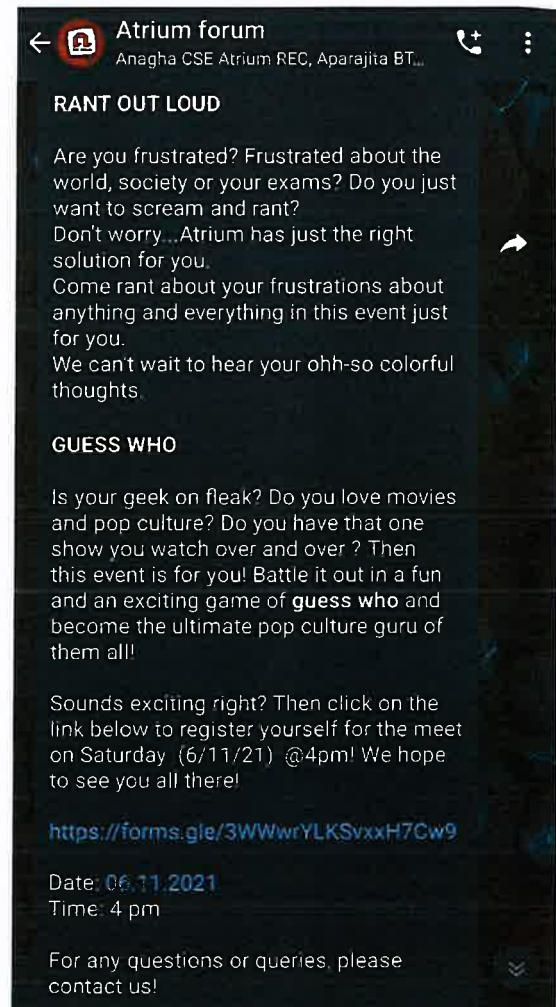 Atrium forum
Anagha CSE Atrium REC, Aparajita BT...
RANT OUT LOUD
Are you frustrated? Frustrated about the
world, society or your exams? Do you just
want to scream and rant?
Don't worry...Atrium has just the right
solution for you.
Come rant about your frustrations about
anything and everything in this event just
for you.
We can't wait to hear your ohh-so colorful
thoughts.
GUESS WHO
Is your geek on fleak? Do you love movies
and pop culture? Do you have that one
show you watch over and over ? Then
this event is for you! Battle it out in a fun
and an exciting game of guess who and
become the ultimate pop culture guru of
them all!
Sounds exciting right? Then click on the
link below to register yourself for the meet
on Saturday (6/11/21) @4pm! We hope
to see you all there!
https://forms.gle/3WWwrYLKSvxxH7Cw9
Date: 06.11.2021
Time: 4 pm
For any questions or queries, please
contact us!